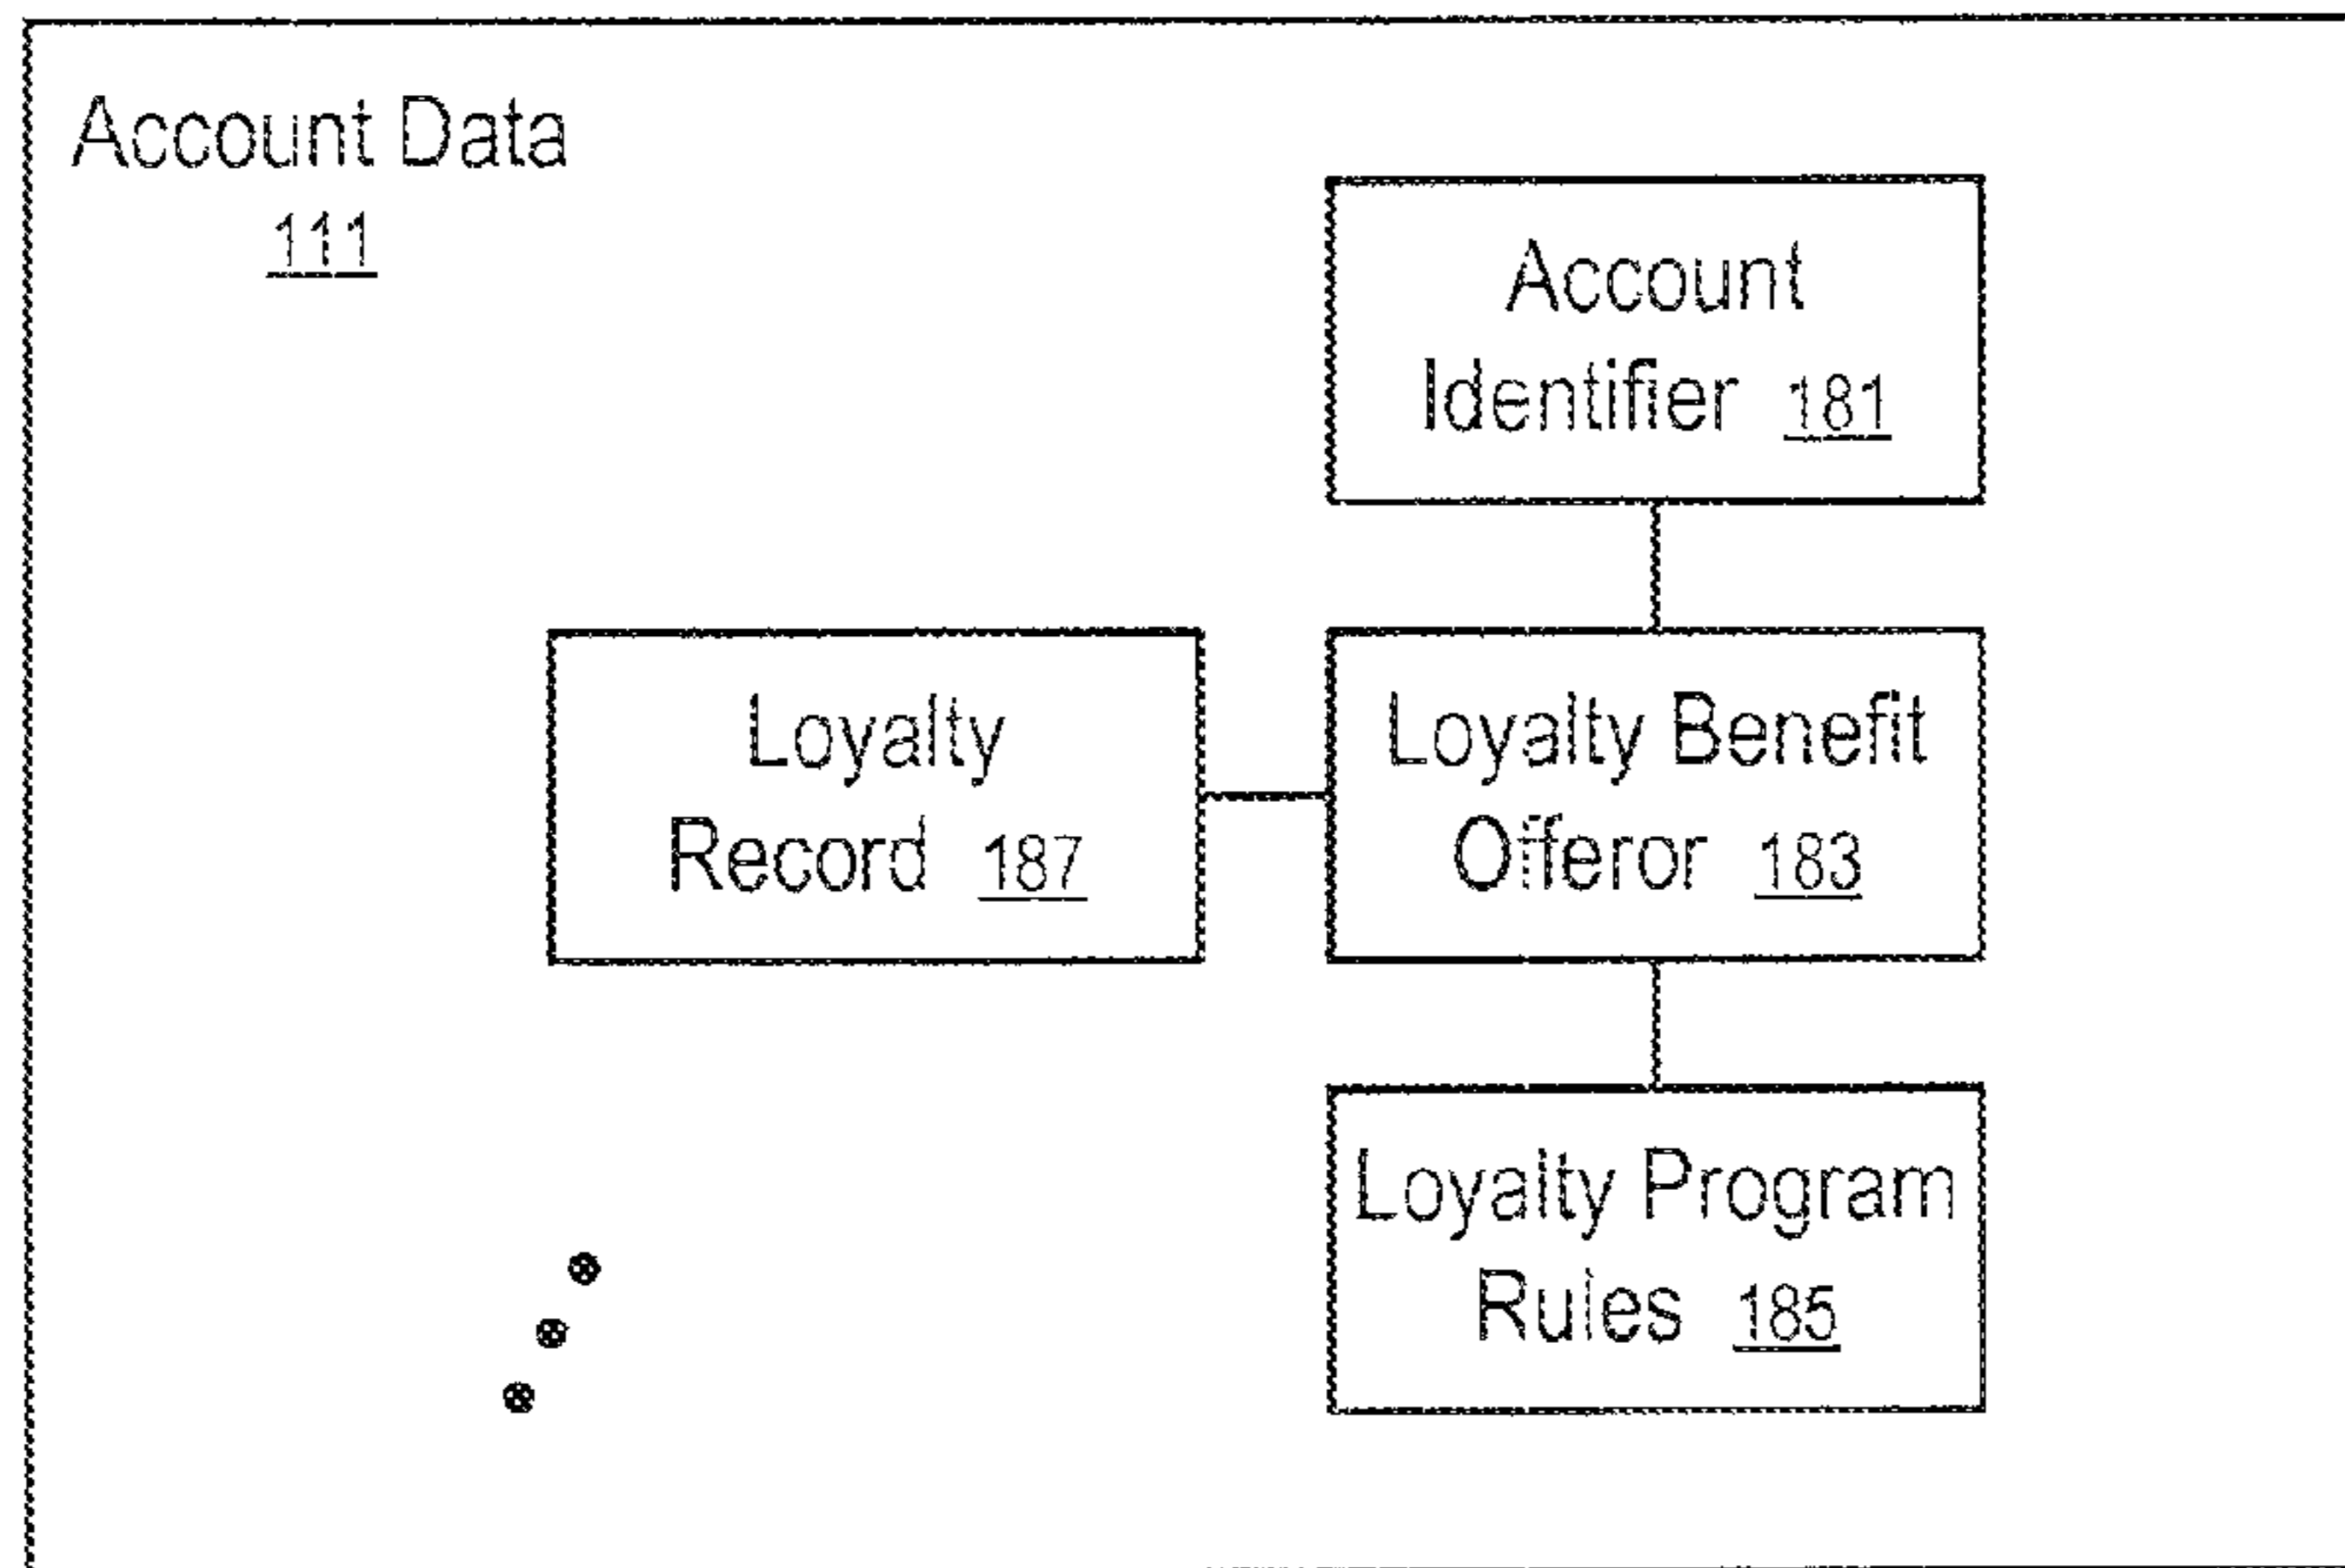 Account Data
111
Account
Identifier 181
Loyalty
Record 187
Loyalty Benefit
Offeror 183
Loyalty Program
Rules 185